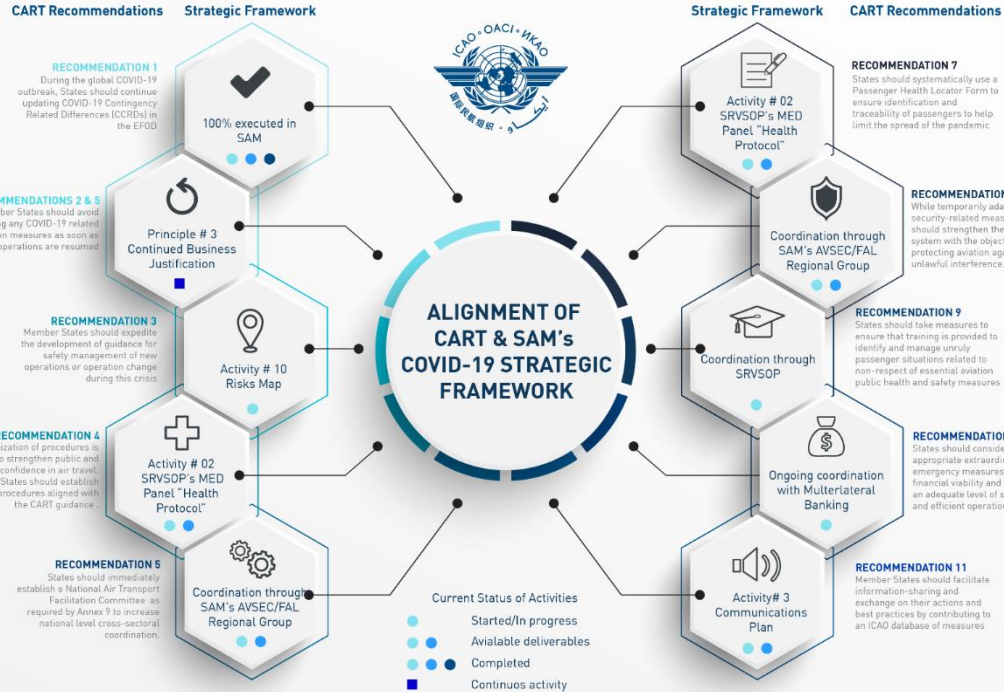 CART Recommendations
Strategic Framework
Strategic Framework
CART Recommendations
ICAO · OACI · ИКАО
国际民航组织
إيكاو
RECOMMENDATION 1
During the global COVID-19
outbreak, States should continue
updating COVID-19 Contingency
Related Differences (CCRDs) in
the EFOD
100% executed in
SAM
OMMENDATIONS 2 & 5
ber States should avoid
ng any COVID-19 related
on measures as soon as
operations are resumed
Principle # 3
Continued Business
Justification
RECOMMENDATION 3
Member States should expedite
the development of guidance for
safety management of new
operations or operation change
during this crisis
Activity # 10
Risks Map
RECOMMENDATION 4
ization of procedures is
o strengthen public and
confidence in air travel.
States should establish
procedures aligned with
the CART guidance .
Activity # 02
SRVSOP's MED
Panel "Health
Protocol"
RECOMMENDATION 5
States should immediately
establish a National Air Transport
Facilitation Committee as
required by Annex 9 to increase
national level cross-sectoral
coordination.
Coordination through
SAM's AVSEC/FAL
Regional Group
ALIGNMENT OF
CART & SAM's
COVID-19 STRATEGIC
FRAMEWORK
Current Status of Activities
Started/In progress
Avialable deliverables
Completed
Continuos activity
Activity # 02
SRVSOP's MED
Panel "Health
Protocol"
RECOMMENDATION 7
States should systematically use a
Passenger Health Locator Form to
ensure identification and
traceability of passengers to help
limit the spread of the pandemic
Coordination through
SAM's AVSEC/FAL
Regional Group
RECOMMENDATION
While temporarily ada
security-related meas
should strengthen the
system with the objec
protecting aviation aga
unlawful interference.
Coordination through
SRVSOP
RECOMMENDATION 9
States should take measures to
ensure that training is provided to
identify and manage unruly
passenger situations related to
non-respect of essential aviation
public health and safety measures
Ongoing coordination
with Multerlateral
Banking
RECOMMENDATION
States should conside
appropriate extraordin
emergency measures
financial viability and
an adequate level of s
and efficient operation
Activity# 3
Communications
Plan
RECOMMENDATION 11
Member States should facilitate
information-sharing and
exchange on their actions and
best practices by contributing to
an ICAO database of measures